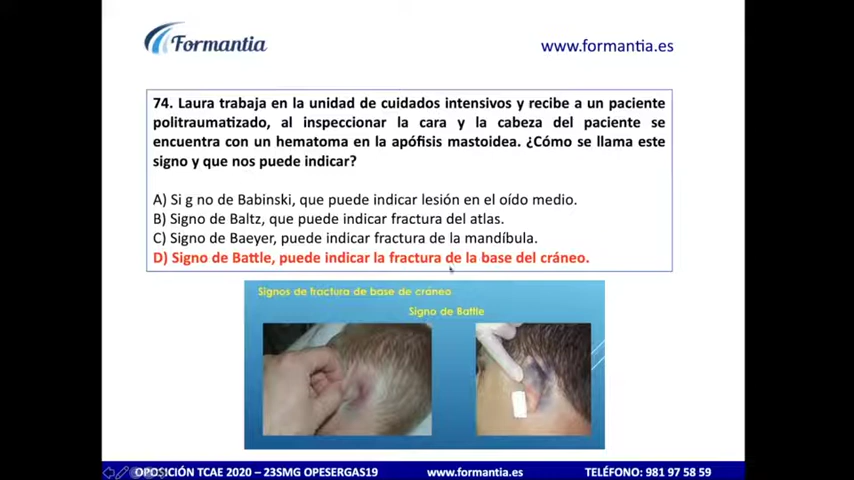 Formantia
www.formantia.es
74. Laura trabaja en la unidad de cuidados intensivos y recibe a un paciente
politraumatizado, al inspeccionar la cara y la cabeza del paciente se
encuentra con un hematoma en la apófisis mastoidea. ¿Cómo se llama este
signo y que nos puede indicar?
A) Si g no de Babinski, que puede indicar lesión en el oído medio.
B) Signo de Baltz, que puede indicar fractura del atlas.
C) Signo de Baeyer, puede indicar fractura de la mandíbula.
D) Signo de Battle, puede indicar la fractura de la base del cráneo.
Signos de fractura de base de cráneo
Signo de Battle
OPOSICIÓN TCAE 2020 – 23SMG OPESERGAS19 www.formantia.es TELÉFONO: 981 97 58 59